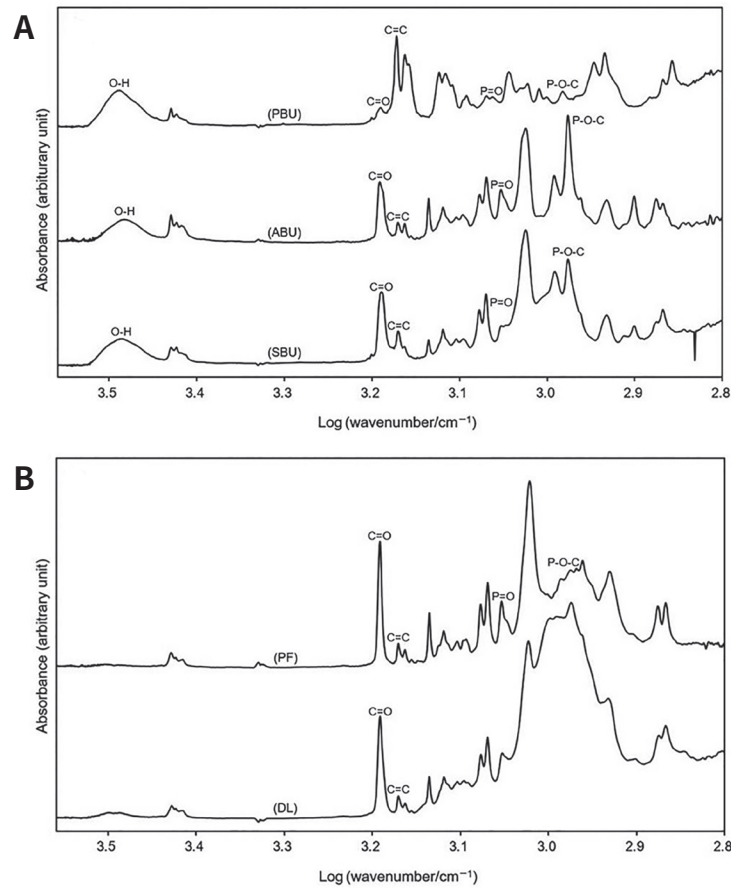 A
C=C
O-H
C=O
P=O
P-O-C
(PBU)
C=O
P-O-C
P=O
O-H
C=C
(ABU)
P-O-C
C=O
P=O
C=C
O-H
(SBU)
Absorbance (arbiturary unit)
3.5 3.4 3.3 3.2 3.1 3.0 2.9 2.8
Log (wavenumber/cm⁻¹)
B
C=O
P-O-C
P=O
C=C
(PF)
C=O
C=C
(DL)
Absorbance (arbitrary unit)
3.5 3.4 3.3 3.2 3.1 3.0 2.9 2.8
Log (wavenumber/cm⁻¹)